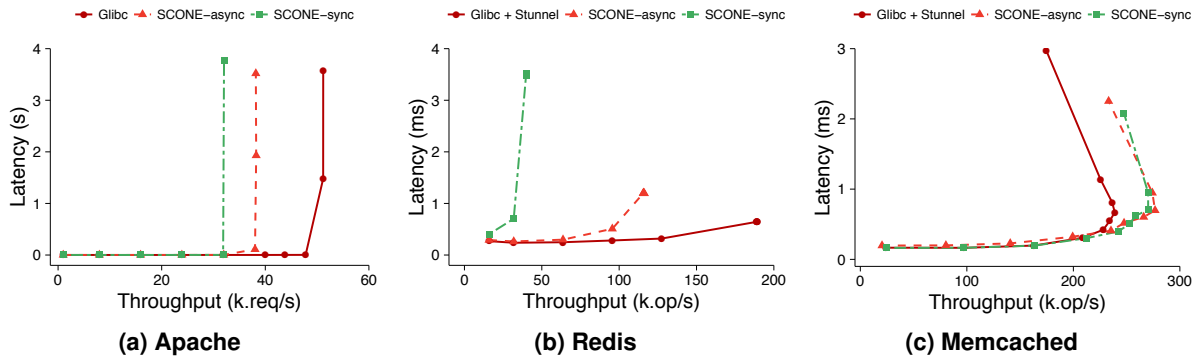 Glibc SCONE−async SCONE−sync
4
3
2
1
0
Latency (s)
0 20 40 60
Throughput (k.req/s)
(a) Apache
Glibc + Stunnel SCONE−async SCONE−sync
4
3
2
1
0
Latency (ms)
0 50 100 150 200
Throughput (k.op/s)
(b) Redis
Glibc + Stunnel SCONE−async SCONE−sync
3
2
1
0
Latency (ms)
0 100 200 300
Throughput (k.op/s)
(c) Memcached